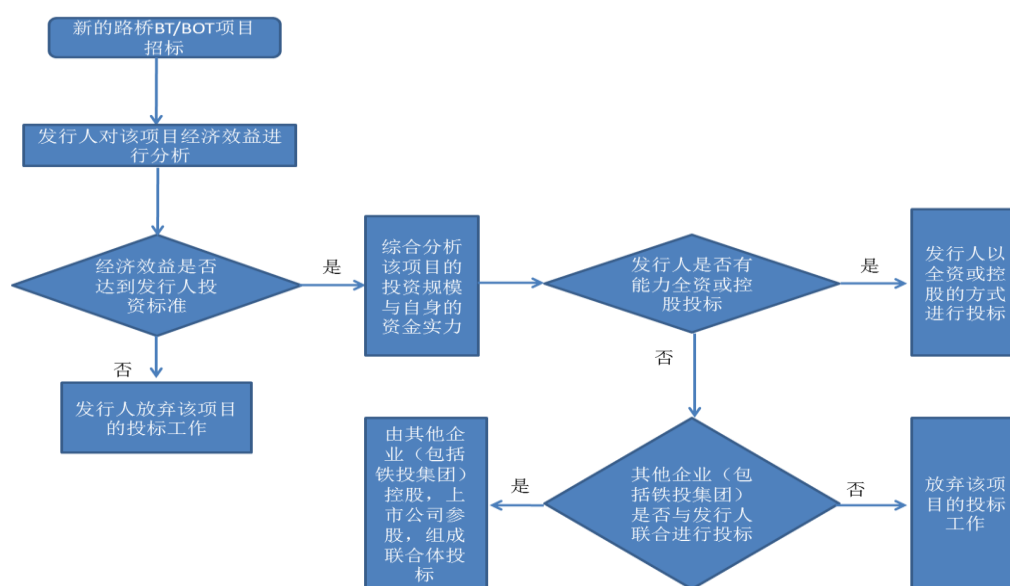 新的路桥BT/BOT项目
招标
发行人对该项目经济效益进
行分析
经济效益是否
达到发行人投
资标准
是
综合分析
该项目的
投资规模
与自身的
资金实力
发行人是否有
能力全资或控
股投标
是
发行人以
全资或控
股的方式
进行投标
否
发行人放弃该项目
的投标工作
否
由其他企
业（包括
铁投集团）
控股，上
市公司参
股，组成
联合体投
标
是
其他企业（包
括铁投集团）
是否与发行人
联合进行投标
否
放弃该项
目的投标
工作